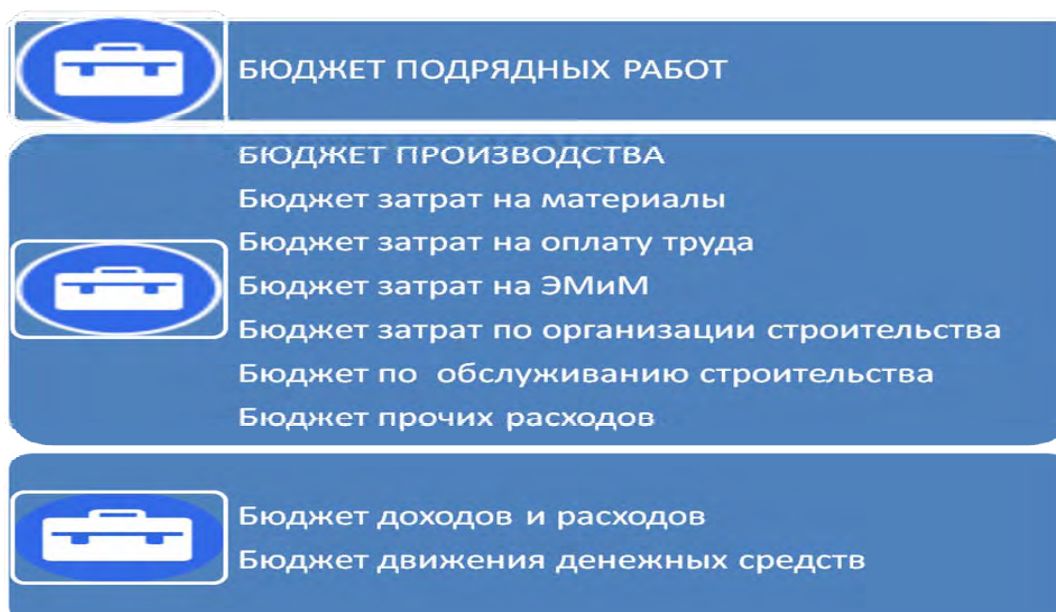 БЮДЖЕТ ПОДРЯДНЫХ РАБОТ
БЮДЖЕТ ПРОИЗВОДСТВА
Бюджет затрат на материалы
Бюджет затрат на оплату труда
Бюджет затрат на ЭМиМ
Бюджет затрат по организации строительства
Бюджет по обслуживанию строительства
Бюджет прочих расходов
Бюджет доходов и расходов
Бюджет движения денежных средств